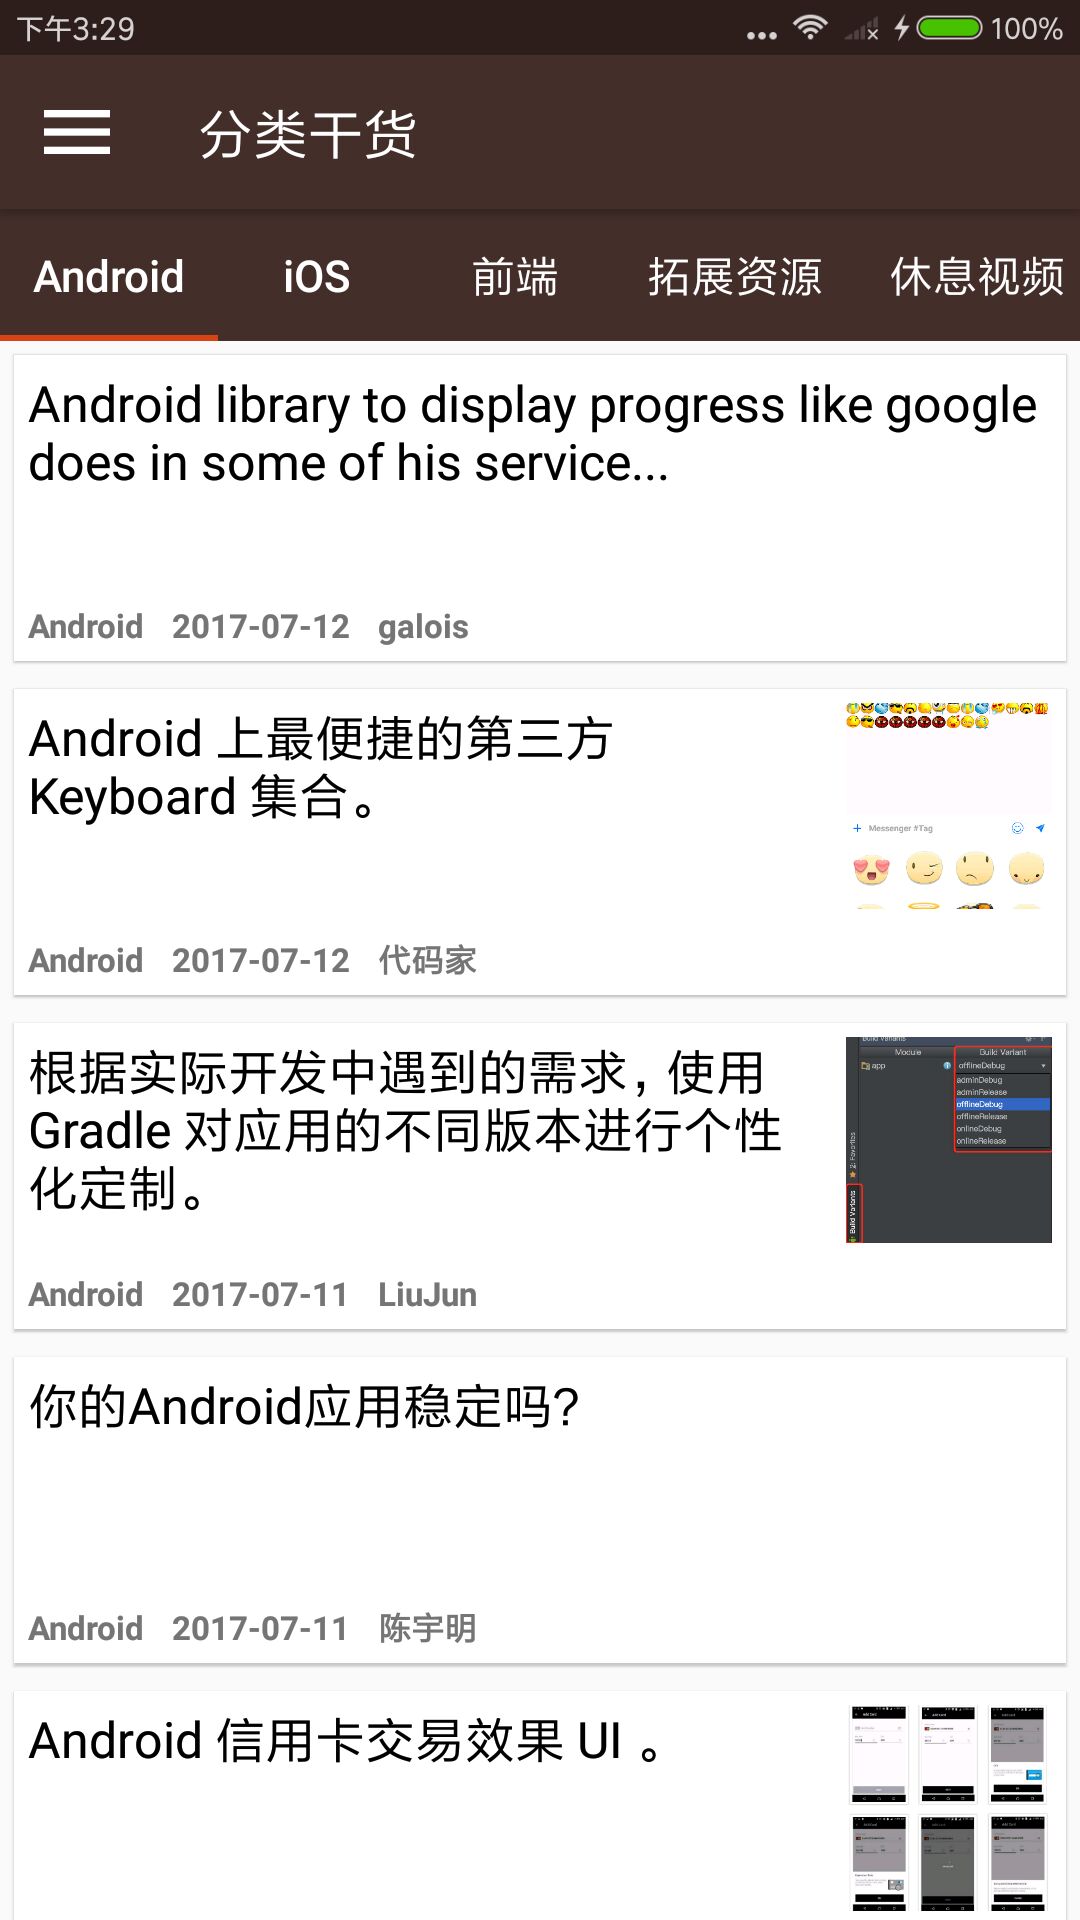 下午3:29
100%
分类干货
Android iOS 前端 拓展资源 休息视频
Android library to display progress like google
does in some of his service...
Android 2017-07-12 galois
Android 上最便捷的第三方
Keyboard 集合。
Messenger #Tag
Android 2017-07-12 代码家
根据实际开发中遇到的需求，使用
Gradle 对应用的不同版本进行个性
化定制。
Build Variants
Module Build Variant
app offlineDebug
adminDebug
adminRelease
offlineDebug
offlineRelease
onlineDebug
onlineRelease
2: Favorites
Build Variants
Android 2017-07-11 LiuJun
你的Android应用稳定吗?
Android 2017-07-11 陈宇明
Android 信用卡交易效果 UI 。